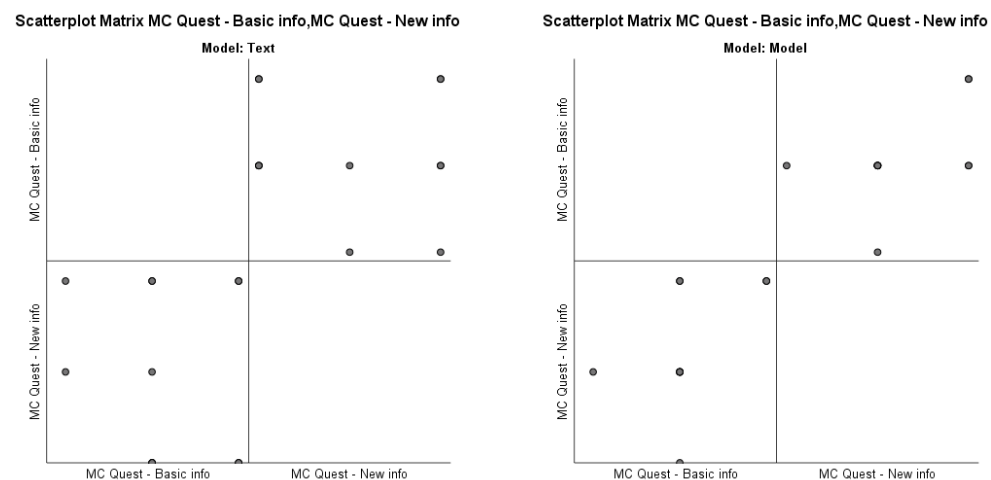 Scatterplot Matrix MC Quest - Basic info,MC Quest - New info
Model: Text
MC Quest - Basic info
MC Quest - New info
MC Quest - Basic info
MC Quest - New info
Scatterplot Matrix MC Quest - Basic info,MC Quest - New info
Model: Model
MC Quest - Basic info
MC Quest - New info
MC Quest - Basic info
MC Quest - New info